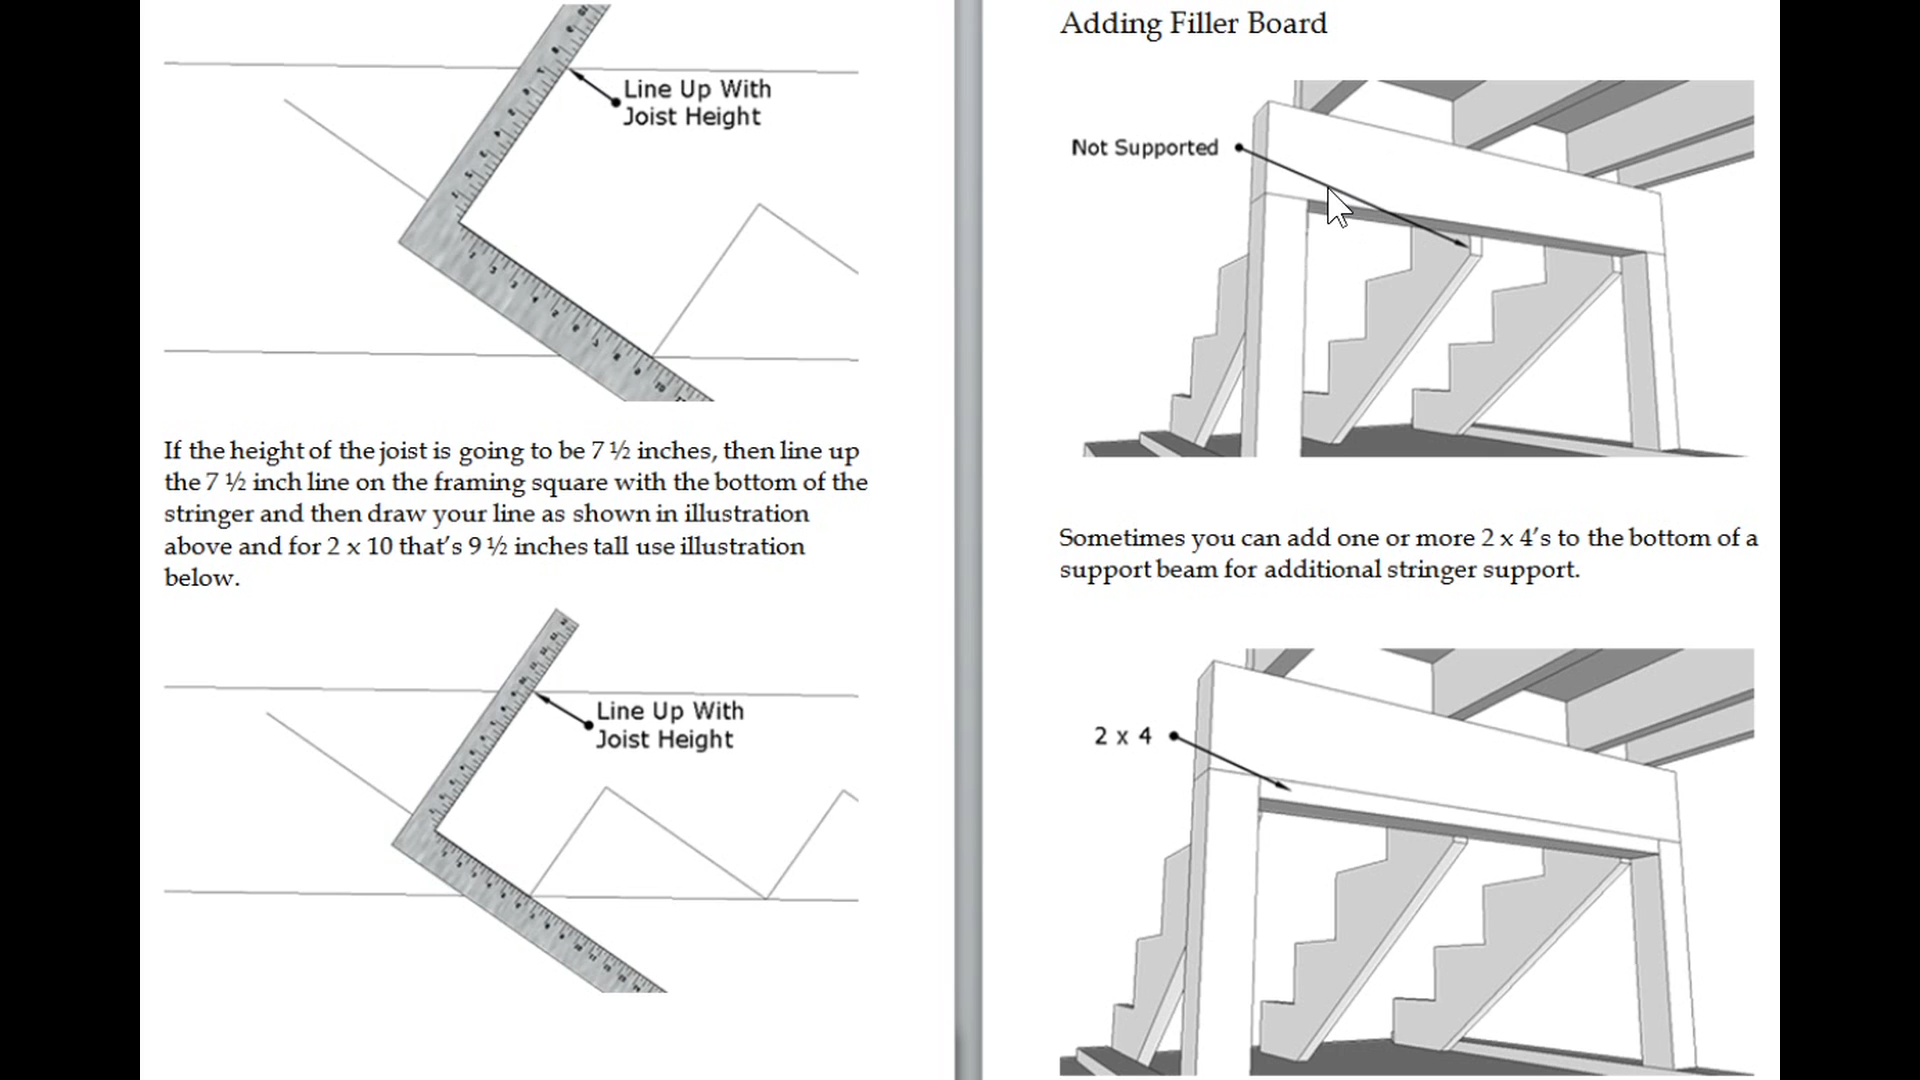 Line Up With
Joist Height
If the height of the joist is going to be 7 ½ inches, then line up
the 7 ½ inch line on the framing square with the bottom of the
stringer and then draw your line as shown in illustration
above and for 2 x 10 that's 9 ½ inches tall use illustration
below.
Line Up With
Joist Height
Adding Filler Board
Not Supported
Sometimes you can add one or more 2 x 4's to the bottom of a
support beam for additional stringer support.
2 x 4